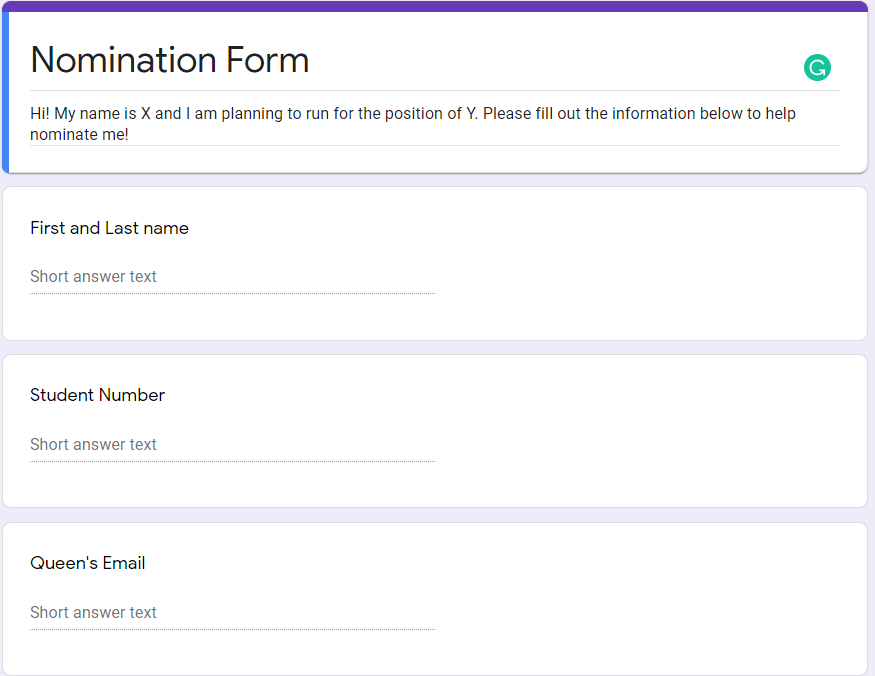 Nomination Form
Hi! My name is X and I am planning to run for the position of Y. Please fill out the information below to help
nominate me!
First and Last name
Short answer text
Student Number
Short answer text
Queen's Email
Short answer text